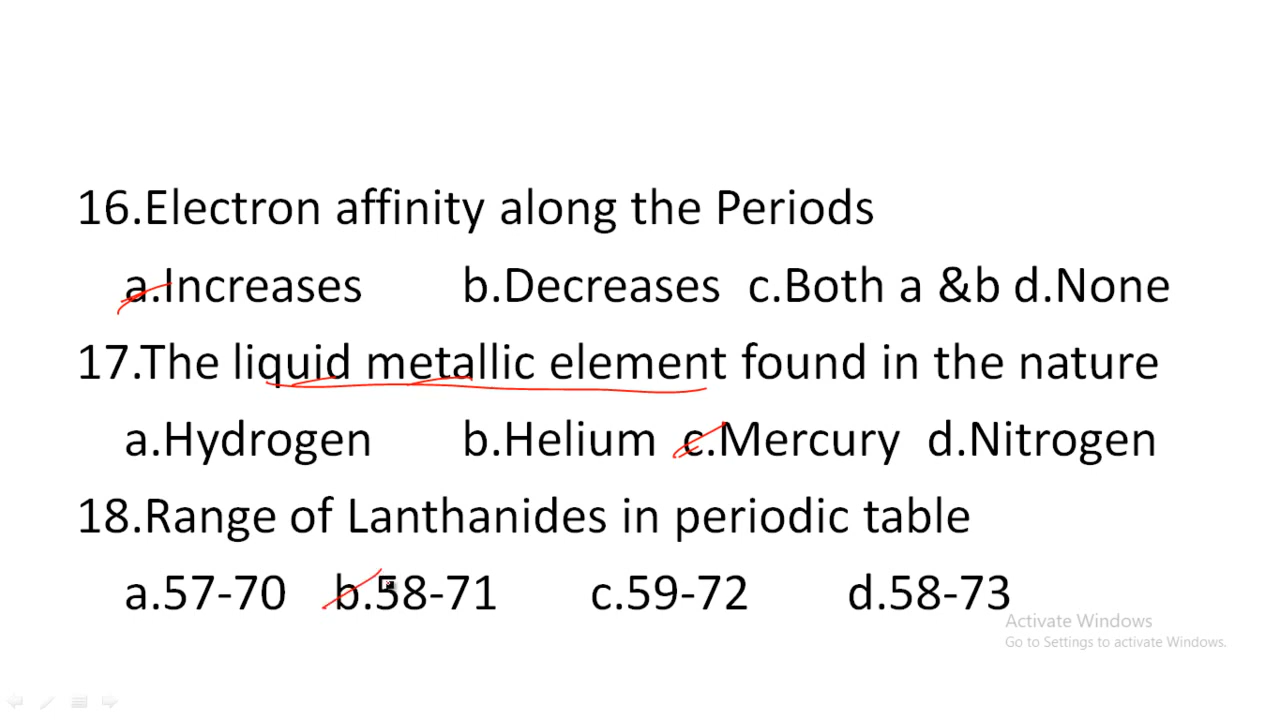 16.Electron affinity along the Periods
a.Increases b.Decreases c.Both a &b d.None
17.The liquid metallic element found in the nature
a.Hydrogen b.Helium c.Mercury d.Nitrogen
18.Range of Lanthanides in periodic table
a.57-70 b.58-71 c.59-72 d.58-73
Activate Windows
Go to Settings to activate Windows.